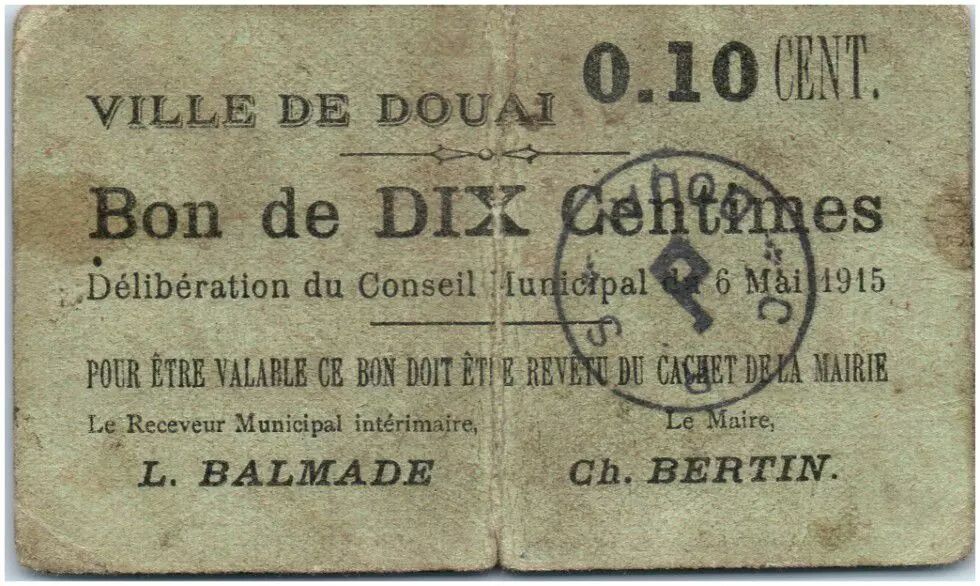 VILLE DE DOUAI
0.10 CENT.
Bon de DIX Centimes
Délibération du Conseil Municipal du 6 Mai 1915
POUR ÊTRE VALABLE CE BON DOIT ÊTRE REVÊTU DU CACHET DE LA MAIRIE
Le Receveur Municipal intérimaire,
Le Maire,
L. BALMADE
Ch. BERTIN.